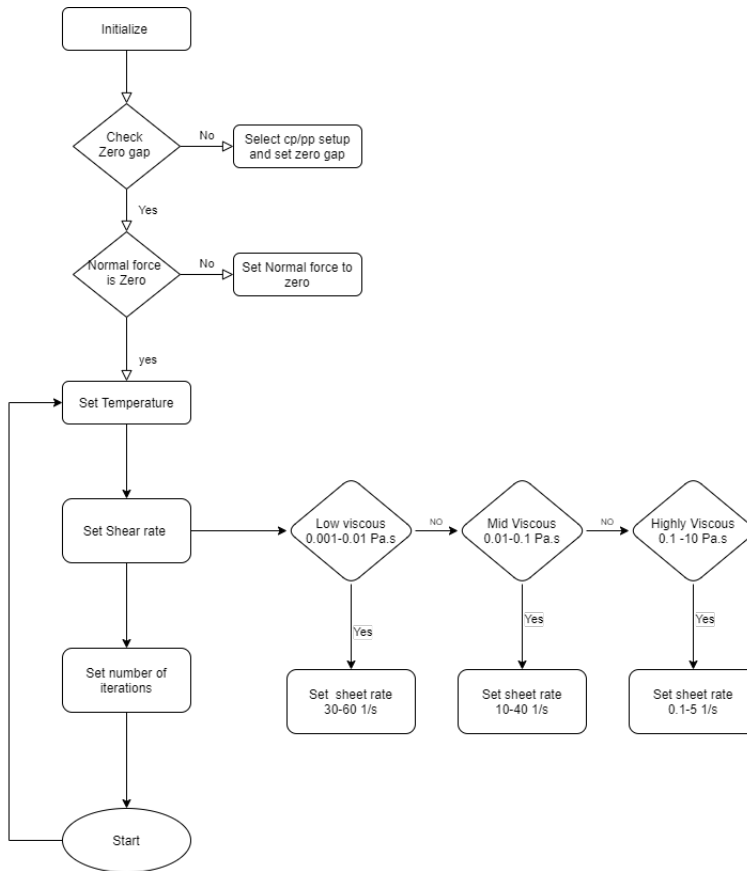 Initialize
Check
Zero gap
No
Select cp/pp setup
and set zero gap
Yes
Normal force
is Zero
No
Set Normal force to
zero
yes
Set Temperature
Set Shear rate
Low viscous
0.001-0.01 Pa.s
NO
Mid Viscous
0.01-0.1 Pa.s
NO
Highly Viscous
0.1 -10 Pa.s
Yes
Yes
Yes
Set number of
iterations
Set sheet rate
30-60 1/s
Set sheet rate
10-40 1/s
Set sheet rate
0.1-5 1/s
Start